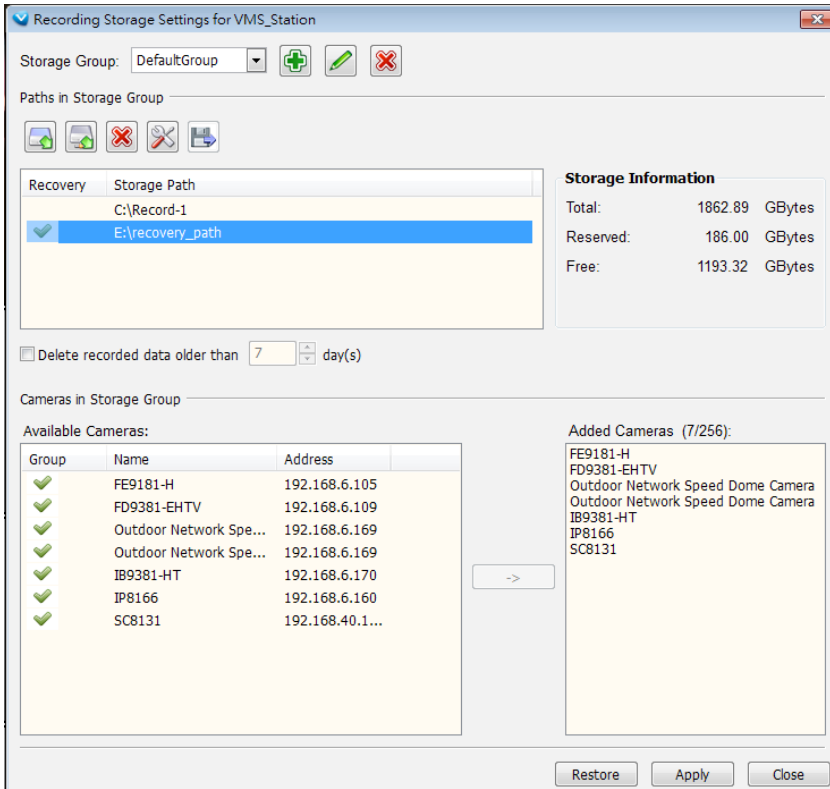 Recording Storage Settings for VMS_Station
Storage Group: DefaultGroup
Paths in Storage Group
Recovery Storage Path
C:\Record-1
E:\recovery_path
Storage Information
Total: 1862.89 GBytes
Reserved: 186.00 GBytes
Free: 1193.32 GBytes
Delete recorded data older than 7 day(s)
Cameras in Storage Group
Available Cameras:
Group Name Address
FE9181-H 192.168.6.105
FD9381-EHTV 192.168.6.109
Outdoor Network Spe... 192.168.6.169
Outdoor Network Spe... 192.168.6.169
IB9381-HT 192.168.6.170
IP8166 192.168.6.160
SC8131 192.168.40.1...
->
Added Cameras (7/256):
FE9181-H
FD9381-EHTV
Outdoor Network Speed Dome Camera
Outdoor Network Speed Dome Camera
IB9381-HT
IP8166
SC8131
Restore Apply Close